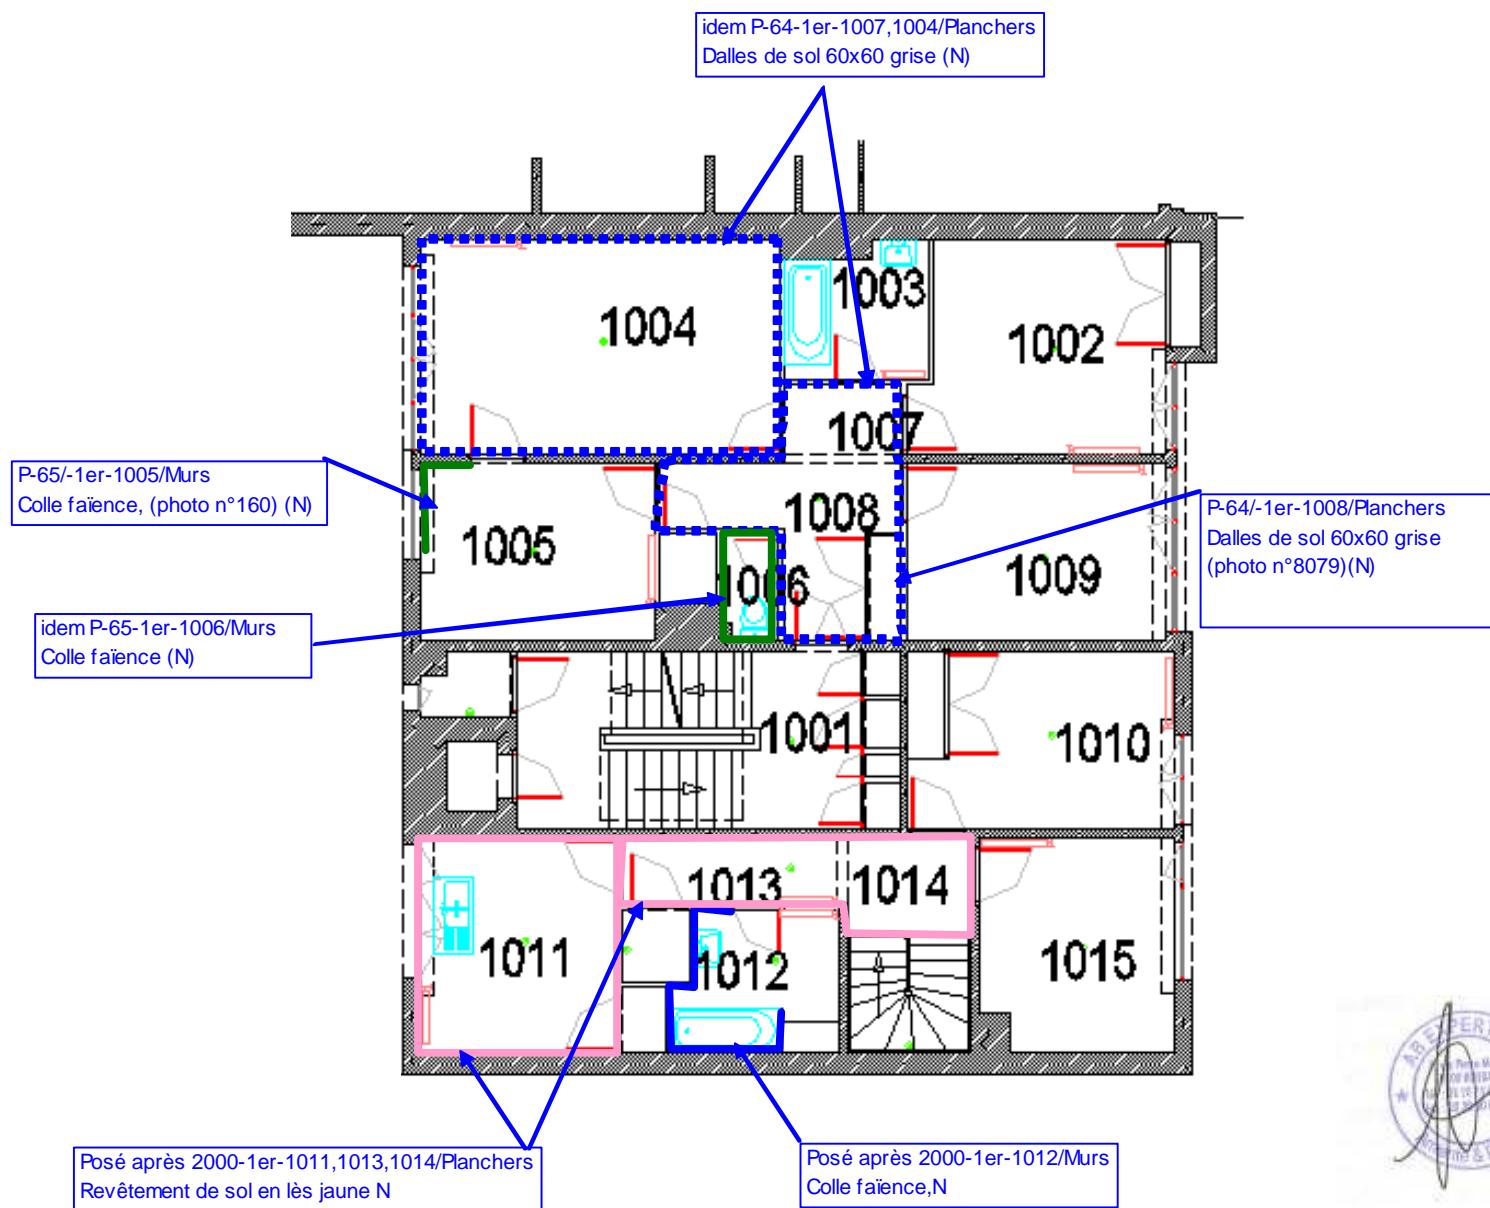 idem P-64-1er-1007,1004/Planchers
Dalles de sol 60x60 grise (N)
1003
1004
1002
1007
P-65/-1er-1005/Murs
Colle faïence, (photo n°160) (N)
1008
P-64/-1er-1008/Planchers
Dalles de sol 60x60 grise
(photo n°8079)(N)
1005
1006
1009
idem P-65-1er-1006/Murs
Colle faïence (N)
1001
1010
1013
1014
1011
1012
1015
Posé après 2000-1er-1011,1013,1014/Planchers
Revêtement de sol en lès jaune N
Posé après 2000-1er-1012/Murs
Colle faïence,N